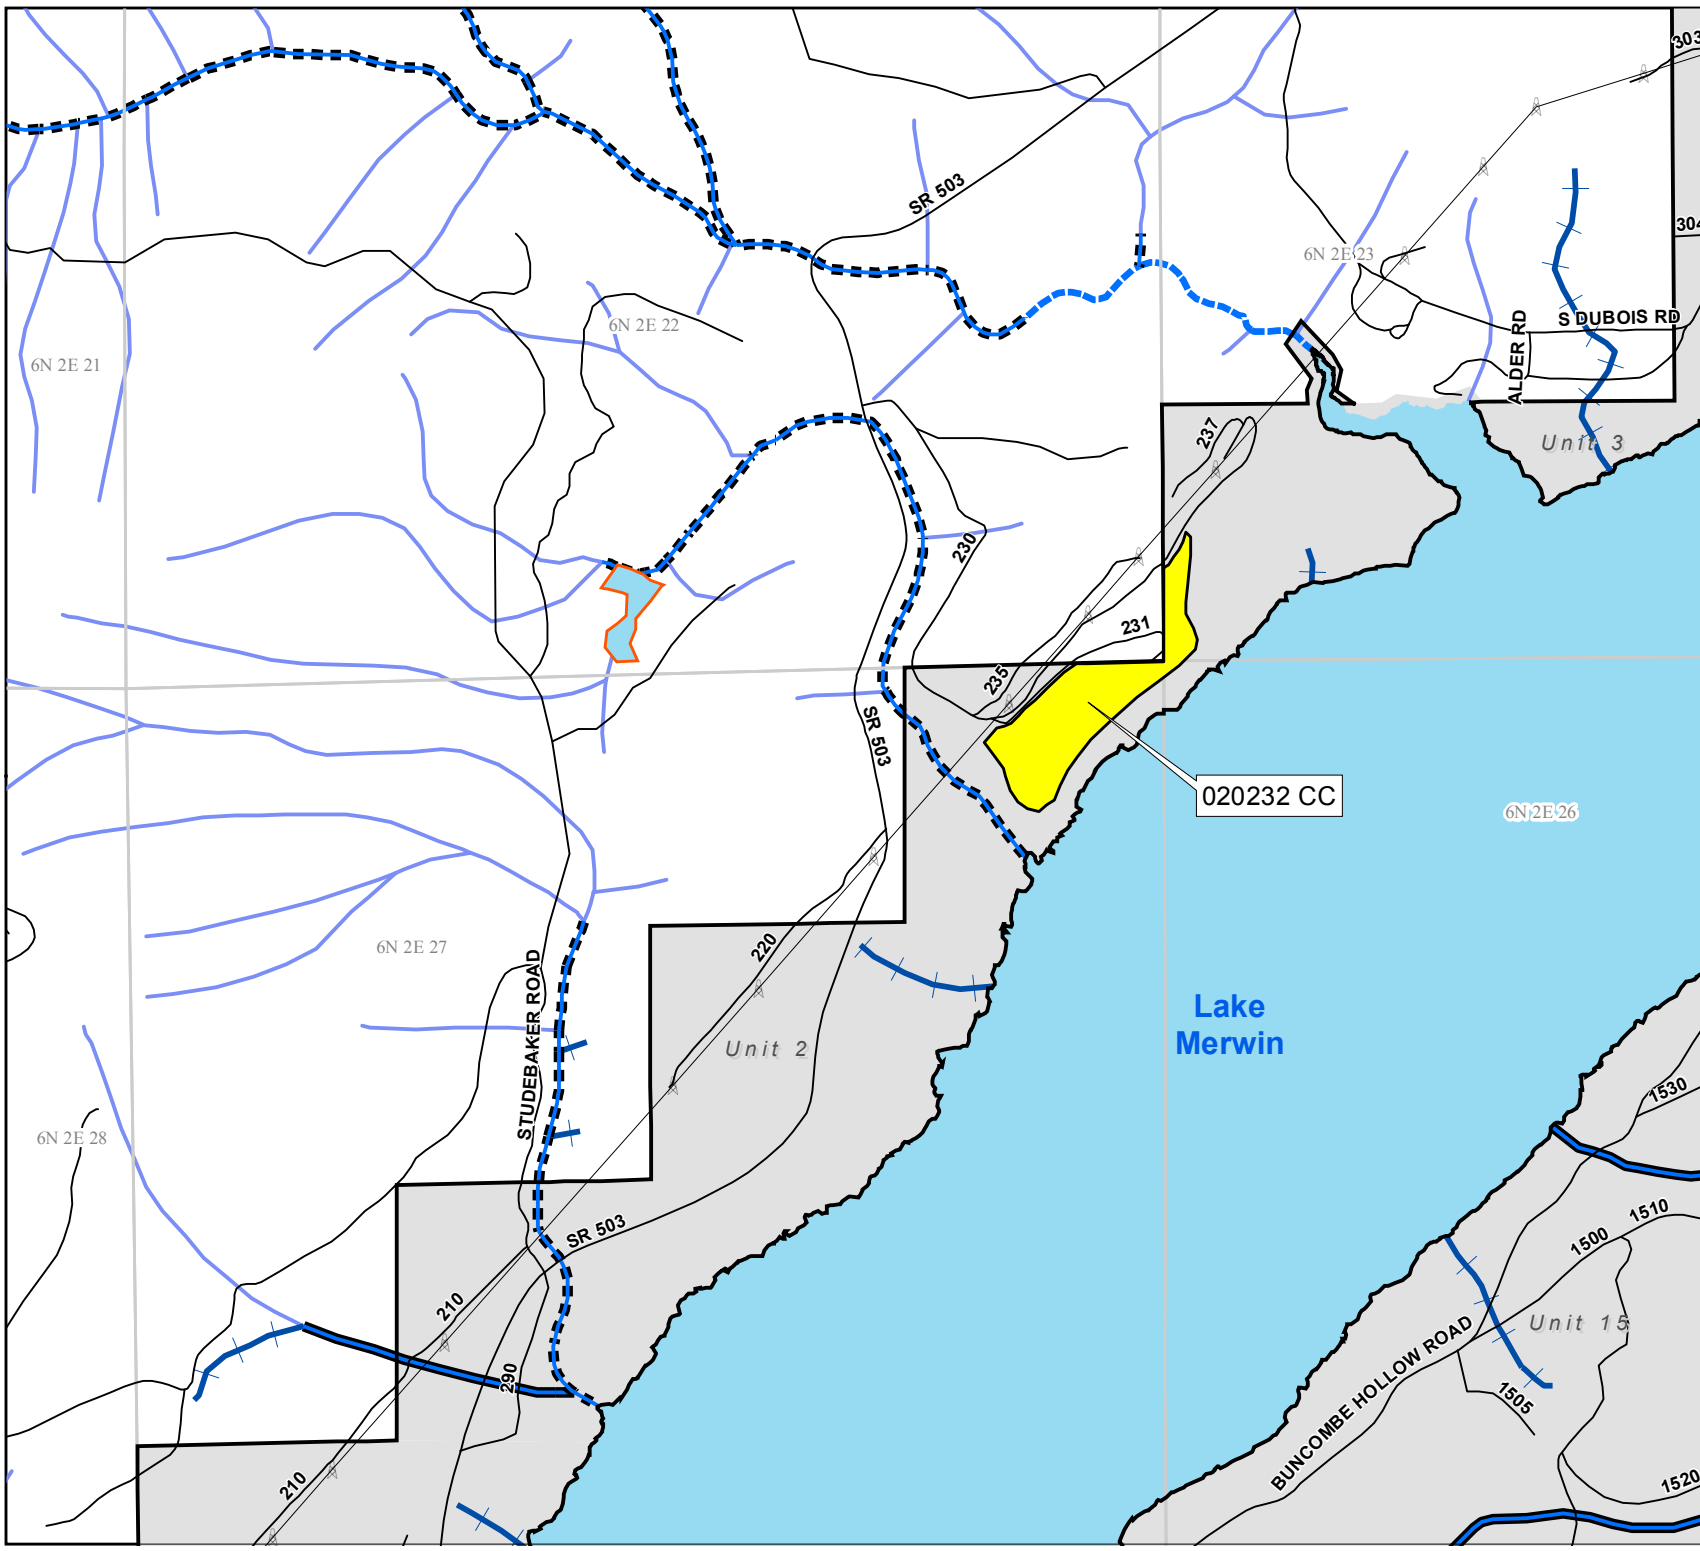 303
SR 503
304
6N 2E 23
S DUBOIS RD
6N 2E 22
ALDER RD
6N 2E 21
237
Unit 3
230
231
235
SR 503
020232 CC
6N 2E 26
220
6N 2E 27
STUDEBAKER ROAD
Lake
Merwin
Unit 2
1530
6N 2E 28
1510
SR 503
1500
210
Unit 15
290
BUNCOMBE HOLLOW ROAD
1505
210
1520